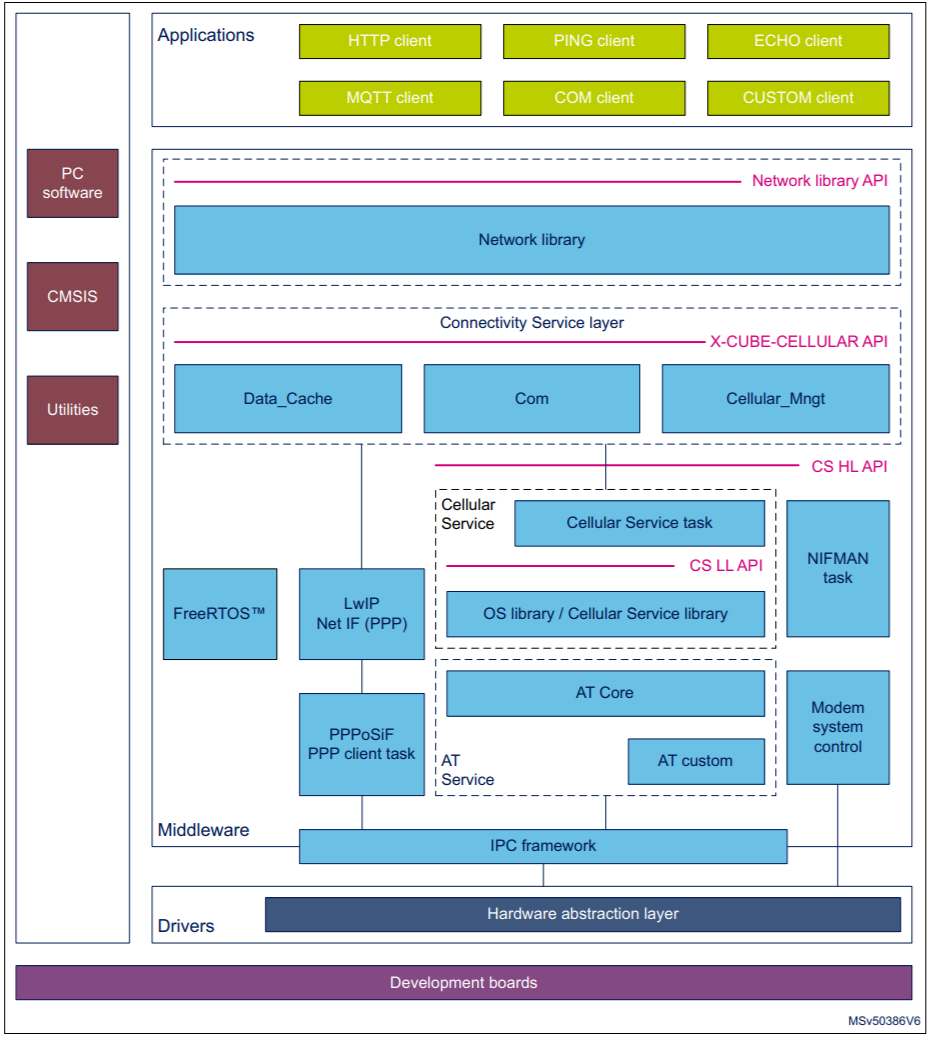 Applications
HTTP client
PING client
ECHO client
MQTT client
COM client
CUSTOM client
PC
software
CMSIS
Utilities
Network library API
Network library
Connectivity Service layer
X-CUBE-CELLULAR API
Data_Cache
Com
Cellular_Mngt
CS HL API
Cellular
Service
Cellular Service task
CS LL API
OS library / Cellular Service library
NIFMAN
task
FreeRTOS™
LwIP
Net IF (PPP)
PPPoSiF
PPP client task
AT Core
AT custom
AT
Service
Modem
system
control
Middleware
IPC framework
Hardware abstraction layer
Drivers
Development boards
MSv50386V6